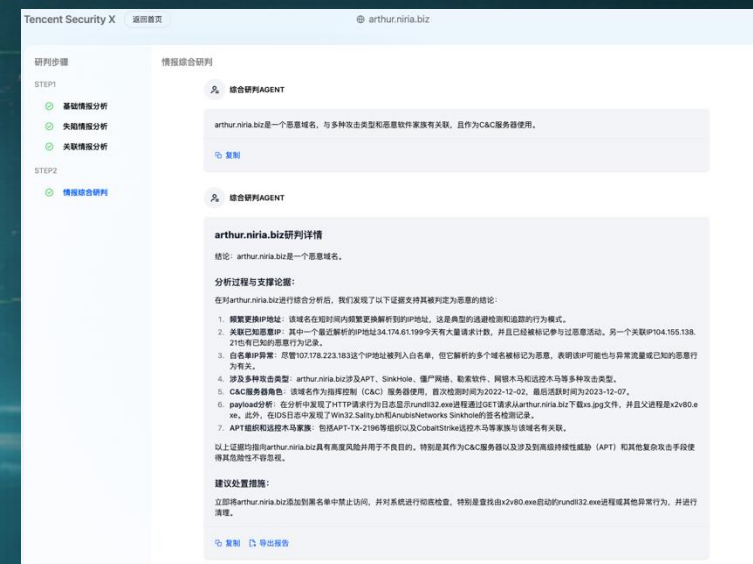 Tencent Security X 返回首页 arthur.niria.biz
研判步骤
STEP1
基础情报分析
失陷情报分析
关联情报分析
STEP2
情报综合研判
情报综合研判
综合研判AGENT
arthur.niria.biz是一个恶意域名，与多种攻击类型和恶意软件家族有关联，且作为C&C服务器使用。
复制
综合研判AGENT
arthur.niria.biz研判详情
结论：arthur.niria.biz是一个恶意域名。
分析过程与支撑论据：
在对arthur.niria.biz进行综合分析后，我们发现了以下证据支持其被判定为恶意的结论：
1. 频繁更换IP地址：该域名在短时间内频繁更换解析到的IP地址，这是典型的逃避检测和追踪的行为模式。
2. 关联已知恶意IP：其中一个最近解析的IP地址34.174.61.199今天有大量请求计数，并且已经被标记参与过恶意活动。另一个关联IP104.155.138.
21也有已知的恶意行为记录。
3. 白名单IP异常：尽管107.178.223.183这个IP地址被列入白名单，但它解析的多个域名被标记为恶意，表明该IP可能也与异常流量或已知的恶意行
为有关。
4. 涉及多种攻击类型：arthur.niria.biz涉及APT、SinkHole、僵尸网络、勒索软件、网银木马和远控木马等多种攻击类型。
5. C&C服务器角色：该域名作为指挥控制（C&C）服务器使用，首次检测时间为2022-12-02，最后活跃时间为2023-12-07。
6. payload分析：在分析中发现了HTTP请求行为日志显示rundll32.exe进程通过GET请求从arthur.niria.biz下载xs.jpg文件，并且父进程是x2v80.e
xe。此外，在IDS日志中发现了Win32.Sality.bh和AnubisNetworks Sinkhole的签名检测记录。
7. APT组织和远控木马家族：包括APT-TX-2196等组织以及CobaltStrike远控木马等家族与该域名有关联。
以上证据均指向arthur.niria.biz具有高度风险并用于不良目的。特别是其作为C&C服务器以及涉及到高级持续性威胁（APT）和其他复杂攻击手段使
得其危险性不容忽视。
建议处置措施：
立即将arthur.niria.biz添加到黑名单中禁止访问，并对系统进行彻底检查，特别是查找由x2v80.exe启动的rundll32.exe进程或其他异常行为，并进行
清理。
复制 导出报告